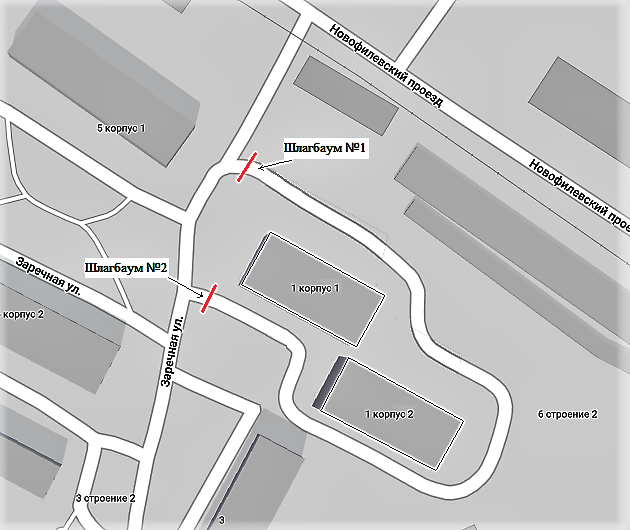 Новофилевский проезд
5 корпус 1
Шлагбаум №1
Новофилевский прое
Заречная ул.
Шлагбаум №2
1 корпус 1
корпус 2
Заречная ул.
1 корпус 2
6 строение 2
3 строение 2
3